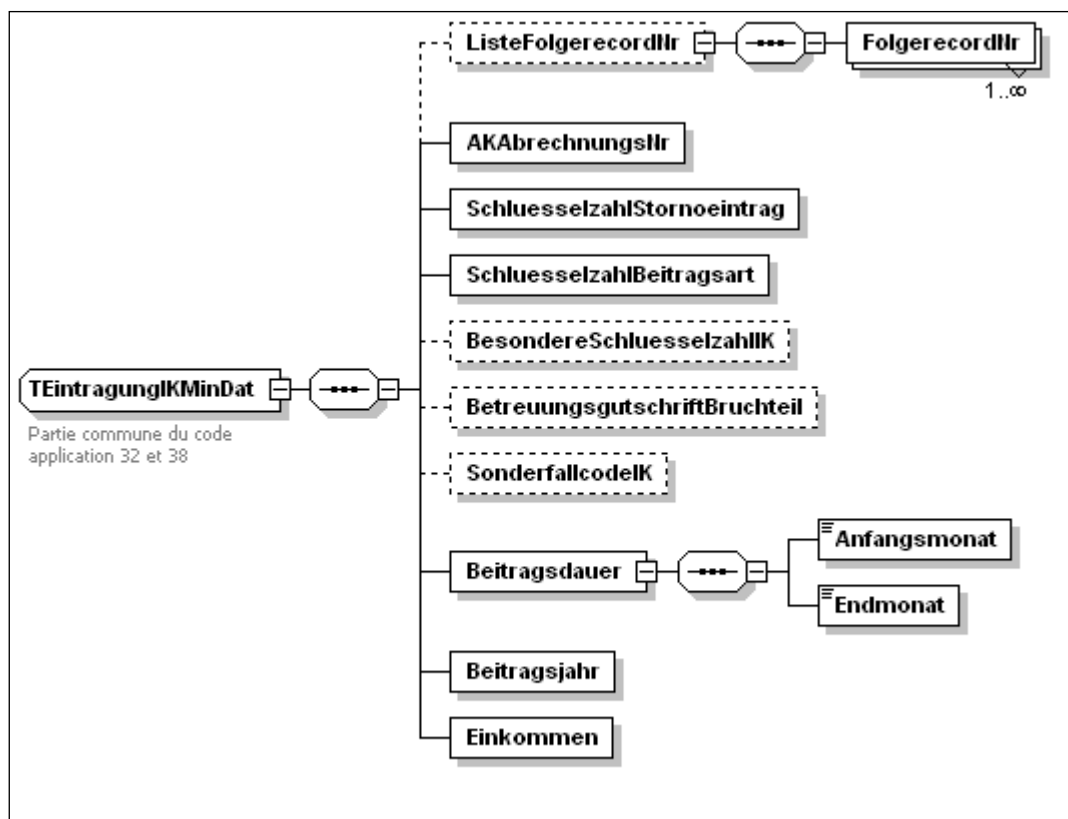 ListeFolgerecordNr
FolgerecordNr
1..∞
AKAbrechnungsNr
SchluesselzahlStornoeintrag
SchluesselzahlBeitragsart
BesondereSchluesselzahlIK
TEintragungIKMinDat
Partie commune du code
application 32 et 38
BetreuungsgutschriftBruchteil
SonderfallcodeIK
Beitragsdauer
Anfangsmonat
Endmonat
Beitragsjahr
Einkommen